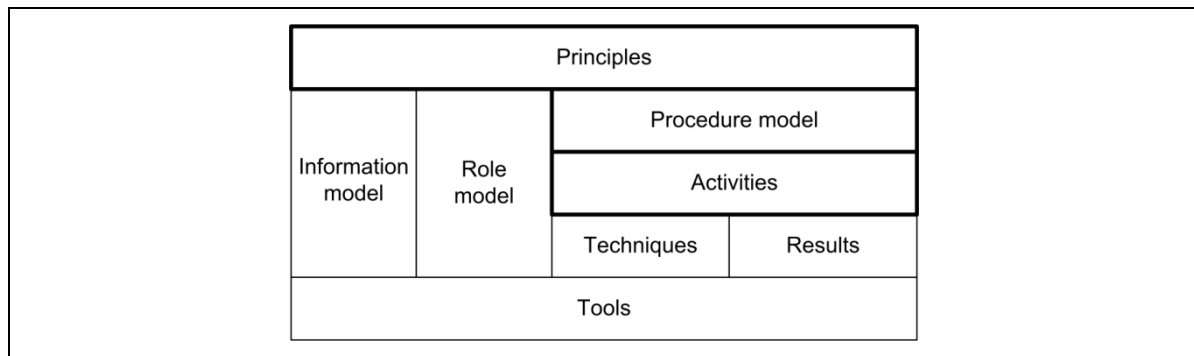 Principles
Information
model
Role
model
Procedure model
Activities
Techniques
Results
Tools